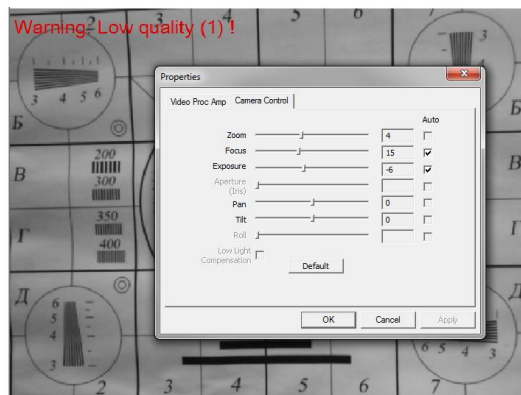 2 3 4 5 6 7
Warning: Low quality (1) !
3
3 4 5 6
Б
Б
200
300
В
В
350
400
Г
Г
Д
Д
6
5
4
3
2 3 4 5 6 7
6 5 4 3
Properties
Video Proc Amp Camera Control
Auto
Zoom 4
Focus 15
Exposure -6
Aperture
(Iris)
Pan 0
Tilt 0
Roll
Low Light
Compensation
Default
OK Cancel Apply